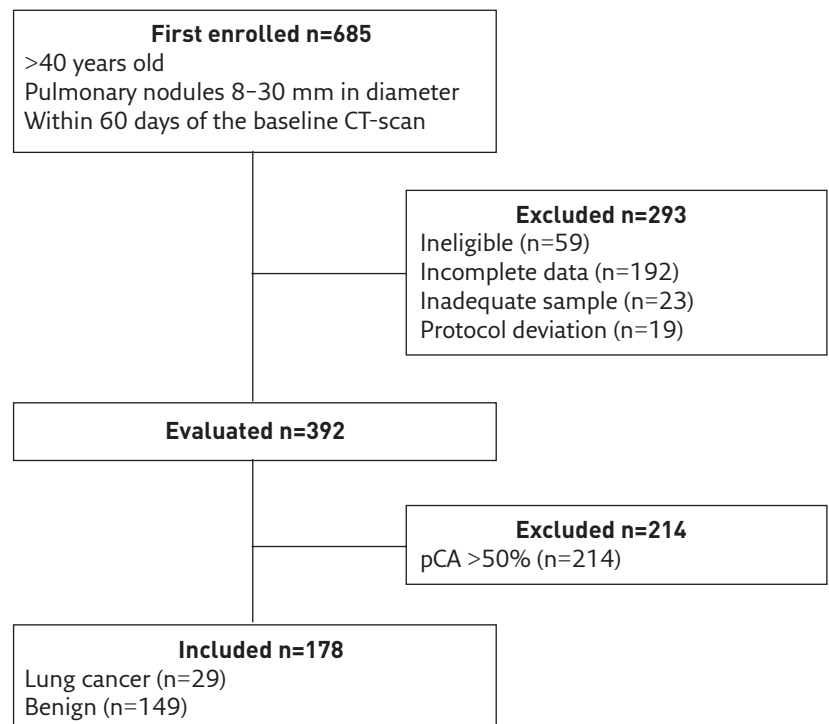 First enrolled n=685
>40 years old
Pulmonary nodules 8–30 mm in diameter
Within 60 days of the baseline CT-scan
Excluded n=293
Ineligible (n=59)
Incomplete data (n=192)
Inadequate sample (n=23)
Protocol deviation (n=19)
Evaluated n=392
Excluded n=214
pCA >50% (n=214)
Included n=178
Lung cancer (n=29)
Benign (n=149)